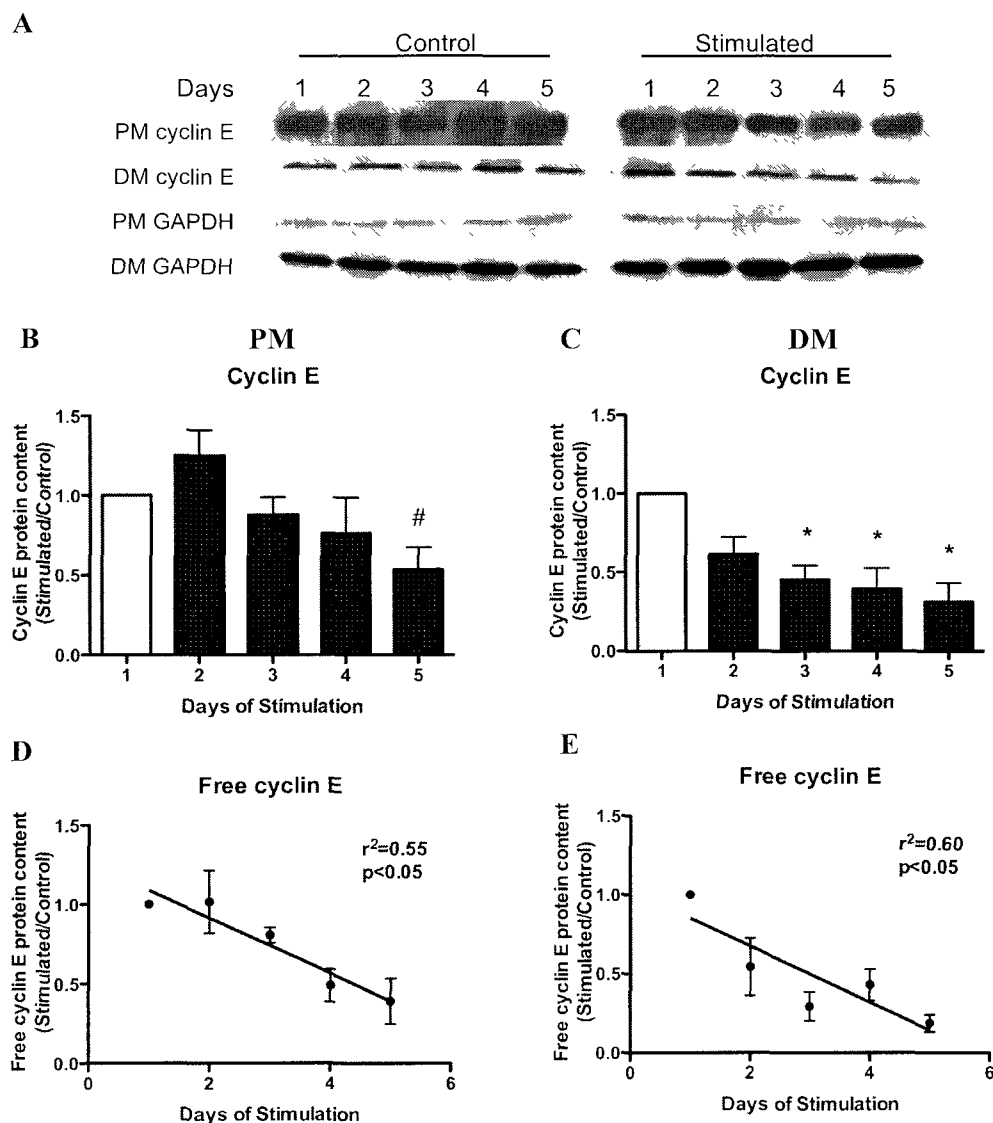 A
Control Stimulated
Days 1 2 3 4 5 1 2 3 4 5
PM cyclin E
DM cyclin E
PM GAPDH
DM GAPDH
B PM
Cyclin E
Cyclin E protein content
(Stimulated/Control)
1.5
1.0
0.5
0.0
#
1 2 3 4 5
Days of Stimulation
C DM
Cyclin E
Cyclin E protein content
(Stimulated/Control)
1.5
1.0
0.5
0.0
* * *
1 2 3 4 5
Days of Stimulation
D
Free cyclin E
Free cyclin E protein content
(Stimulated/Control)
1.5
1.0
0.5
0.0
r²=0.55
p<0.05
0 2 4 6
Days of Stimulation
E
Free cyclin E
Free cyclin E protein content
(Stimulated/Control)
1.5
1.0
0.5
0.0
r²=0.60
p<0.05
0 2 4 6
Days of Stimulation